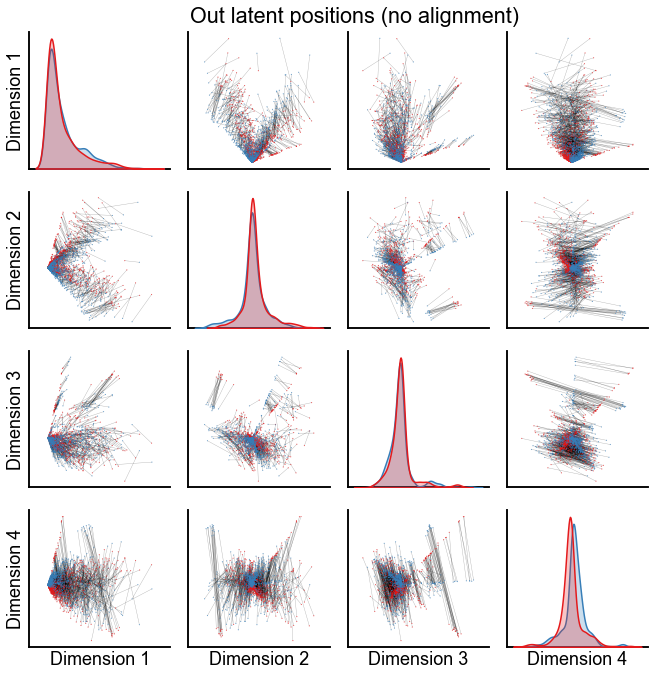 Out latent positions (no alignment)
Dimension 1
Dimension 2
Dimension 3
Dimension 4
Dimension 1 Dimension 2 Dimension 3 Dimension 4